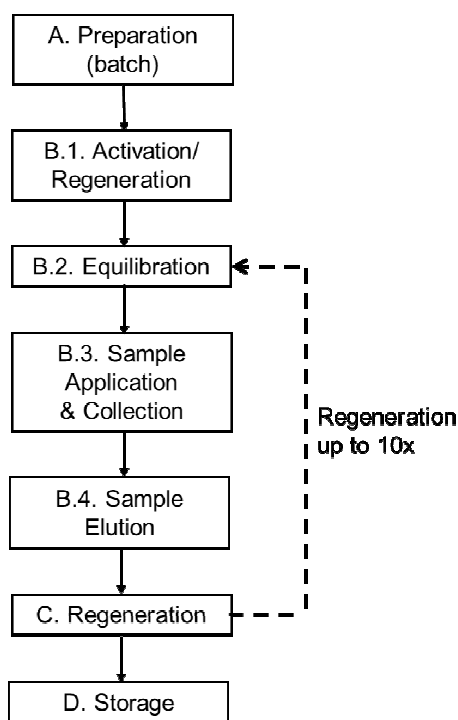 A. Preparation
(batch)
B.1. Activation/
Regeneration
B.2. Equilibration
B.3. Sample
Application
& Collection
Regeneration
up to 10x
B.4. Sample
Elution
C. Regeneration
D. Storage